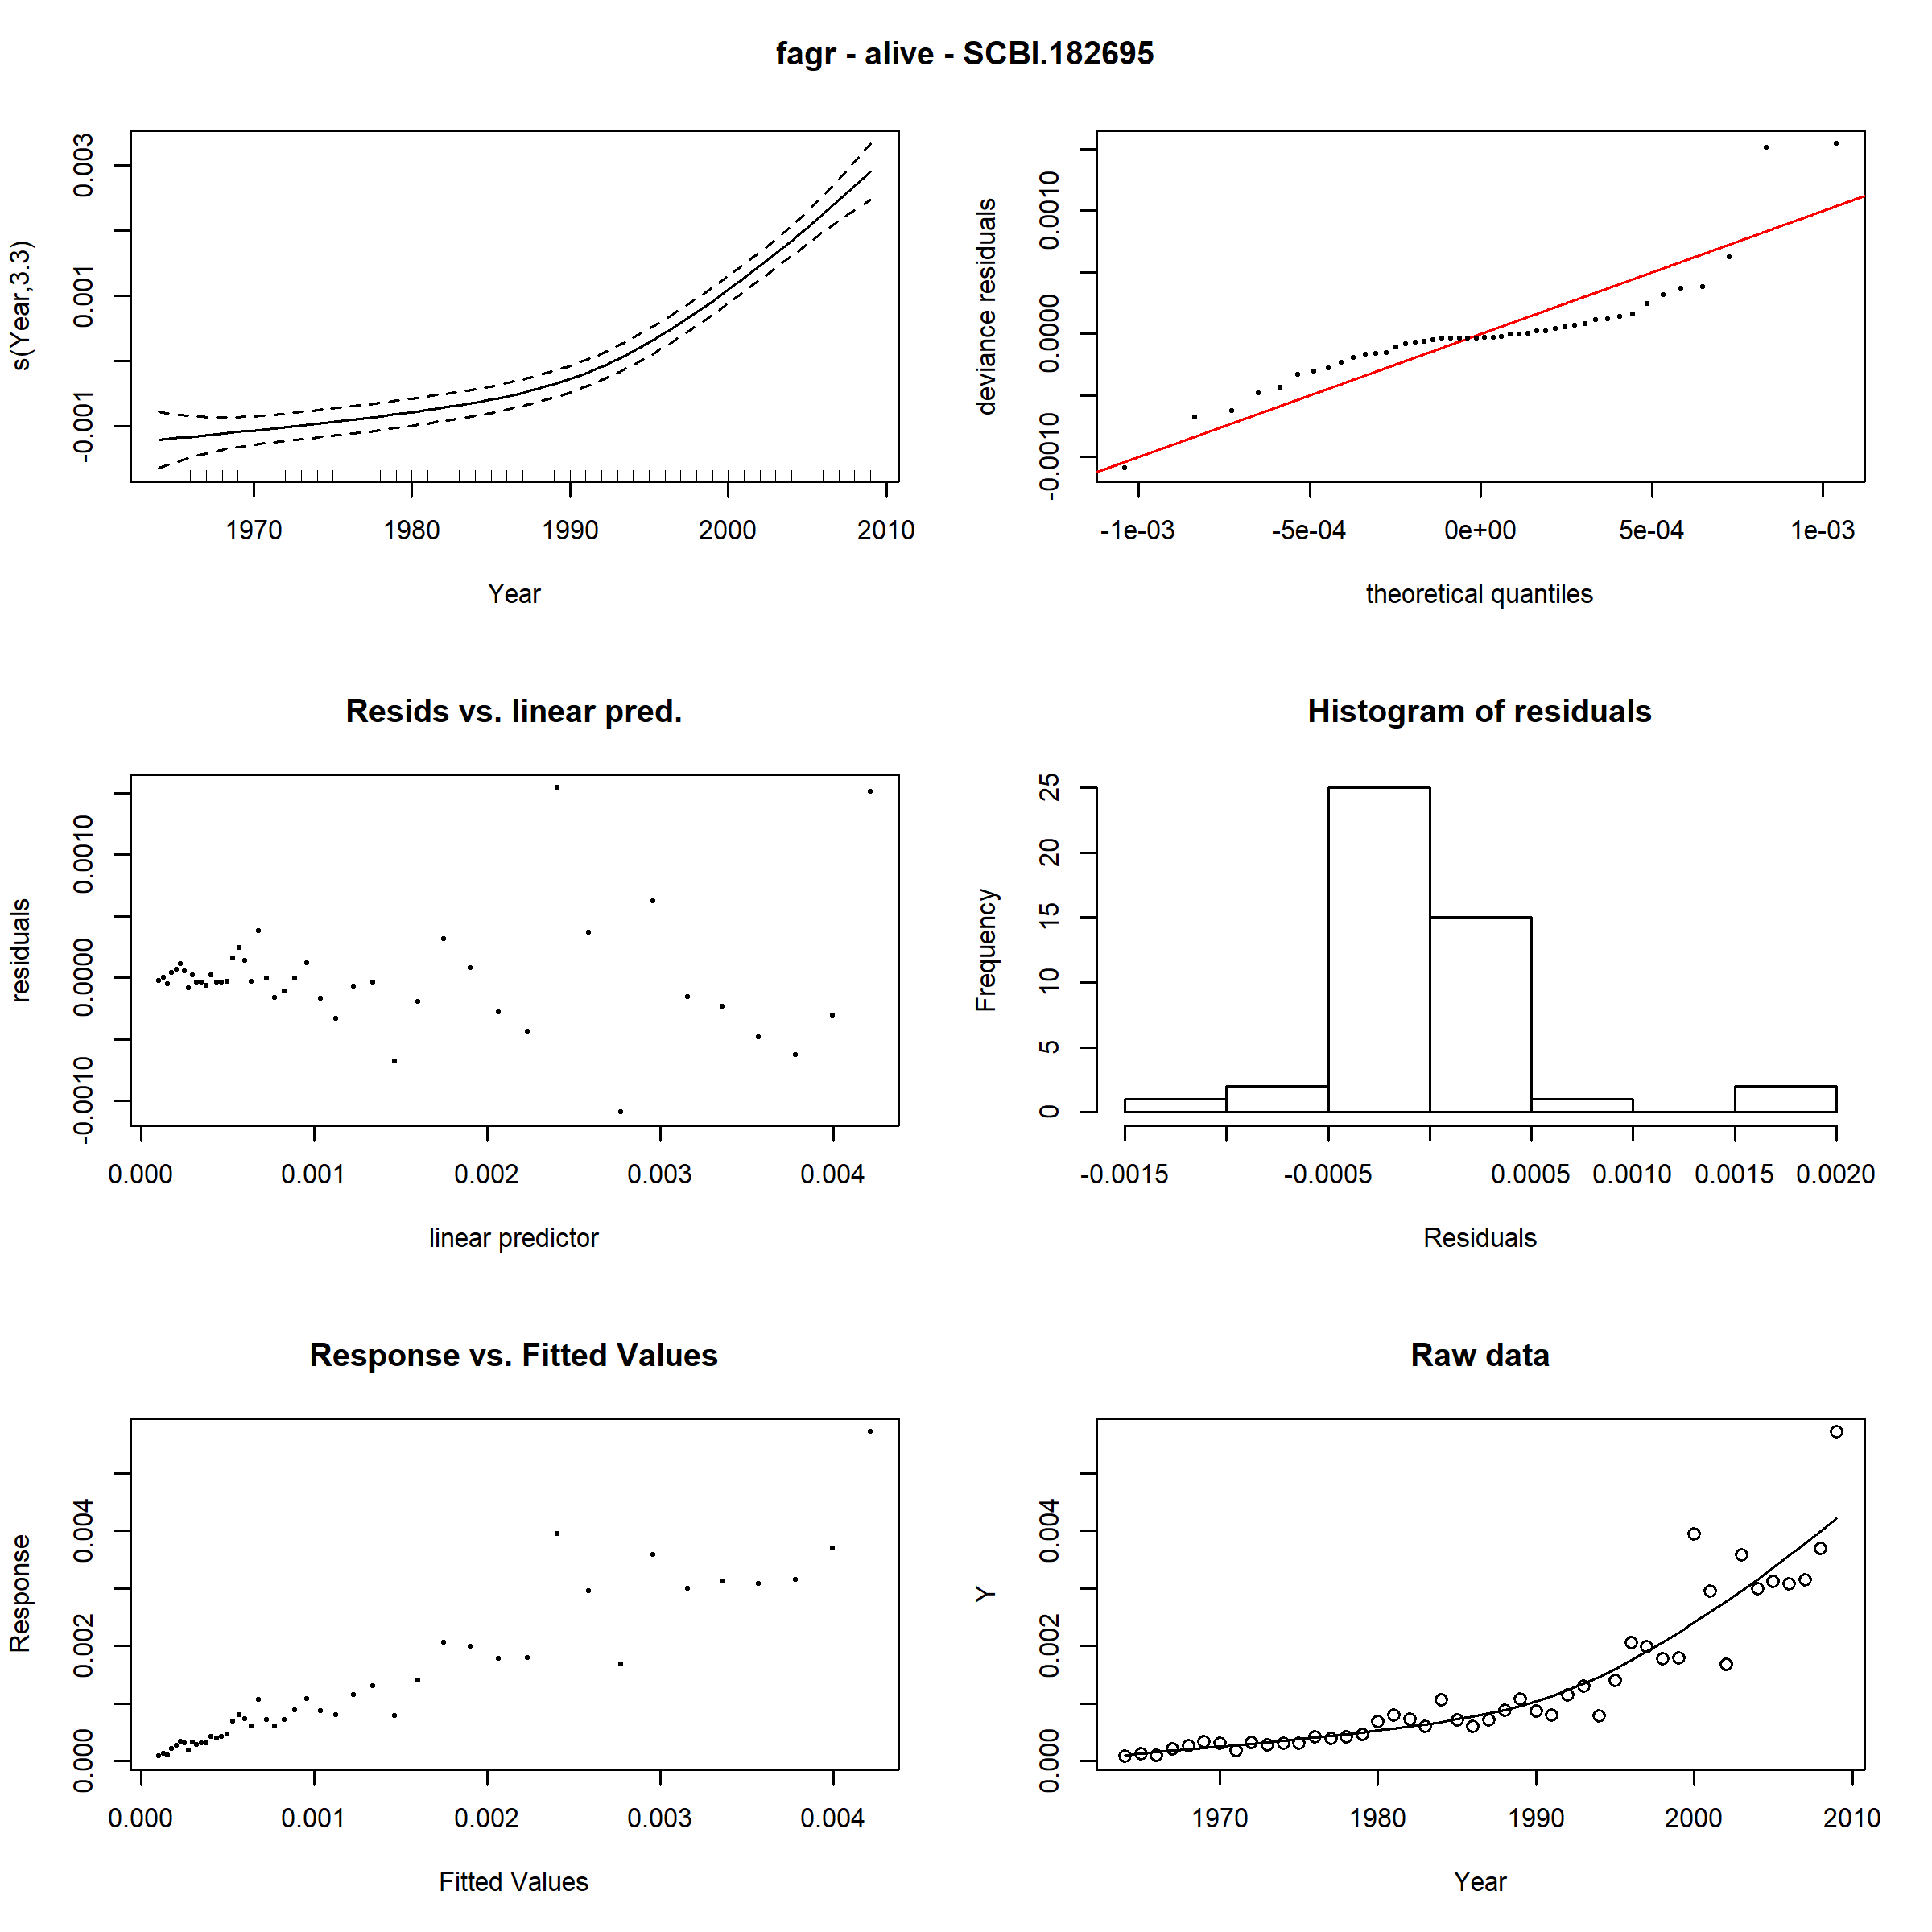 fagr - alive - SCBI.182695
s(Year,3.3)
0.003
0.001
-0.001
1970 1980 1990 2000 2010
Year
deviance residuals
0.0010
0.0000
-0.0010
-1e-03 -5e-04 0e+00 5e-04 1e-03
theoretical quantiles
Resids vs. linear pred.
residuals
0.0010
0.0000
-0.0010
0.000 0.001 0.002 0.003 0.004
linear predictor
Histogram of residuals
Frequency
25
20
15
10
5
0
-0.0015 -0.0005 0.0005 0.0010 0.0015 0.0020
Residuals
Response vs. Fitted Values
Response
0.004
0.002
0.000
0.000 0.001 0.002 0.003 0.004
Fitted Values
Raw data
Y
0.004
0.002
0.000
1970 1980 1990 2000 2010
Year